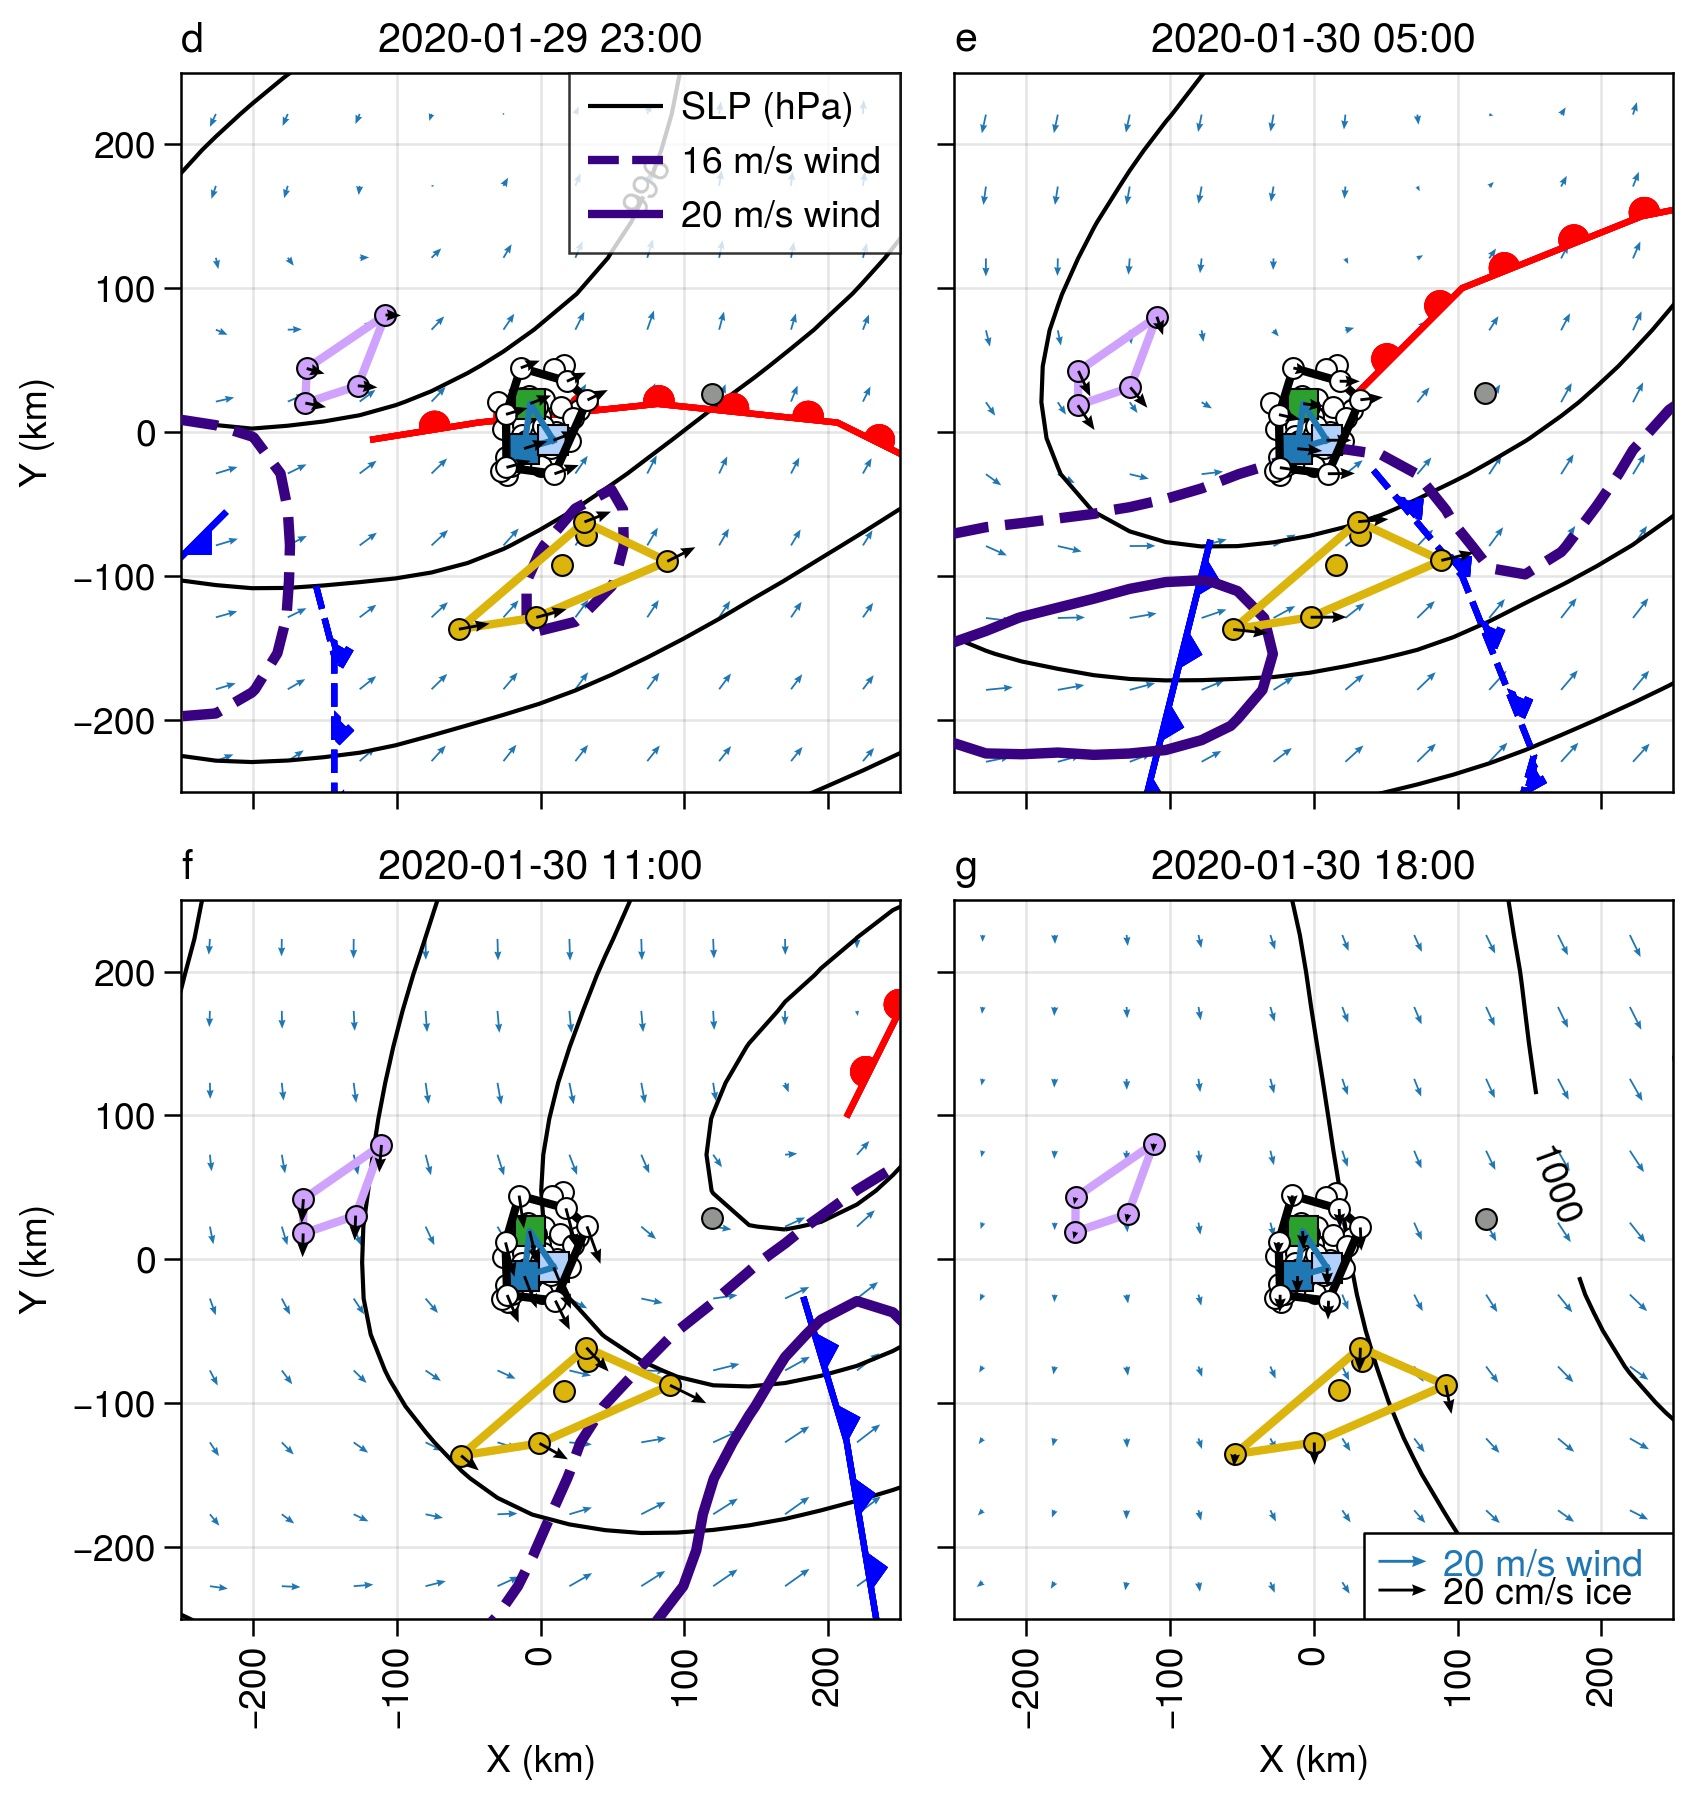 d 2020-01-29 23:00
e 2020-01-30 05:00
SLP (hPa)
16 m/s wind
20 m/s wind
996
200
100
0
−100
−200
Y (km)
f 2020-01-30 11:00
g 2020-01-30 18:00
200
100
0
−100
−200
Y (km)
1000
20 m/s wind
20 cm/s ice
−200 −100 0 100 200
−200 −100 0 100 200
X (km)
X (km)